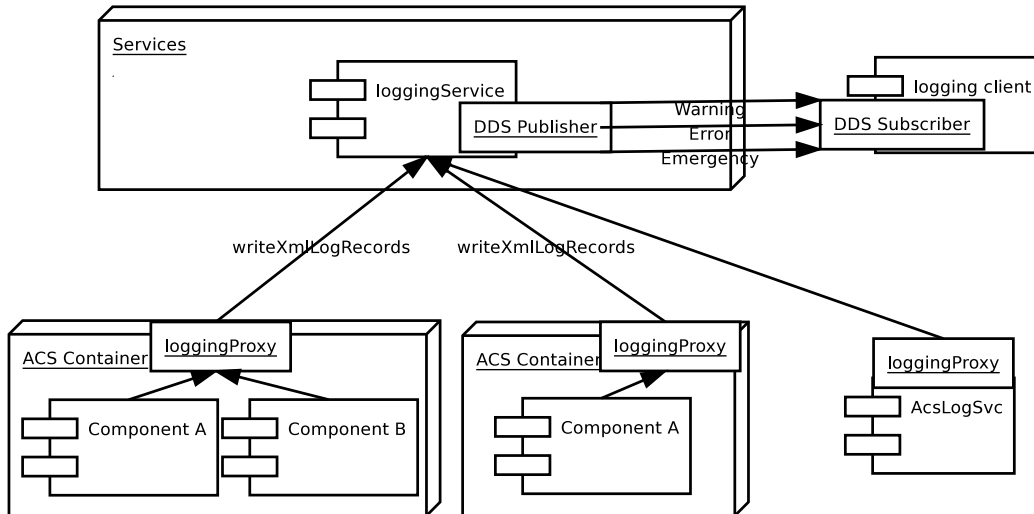 Services
loggingService
logging client
DDS Publisher
Warning
Error
Emergency
DDS Subscriber
writeXmlLogRecords
writeXmlLogRecords
ACS Container
loggingProxy
Component A
Component B
ACS Container
loggingProxy
Component A
loggingProxy
AcsLogSvc